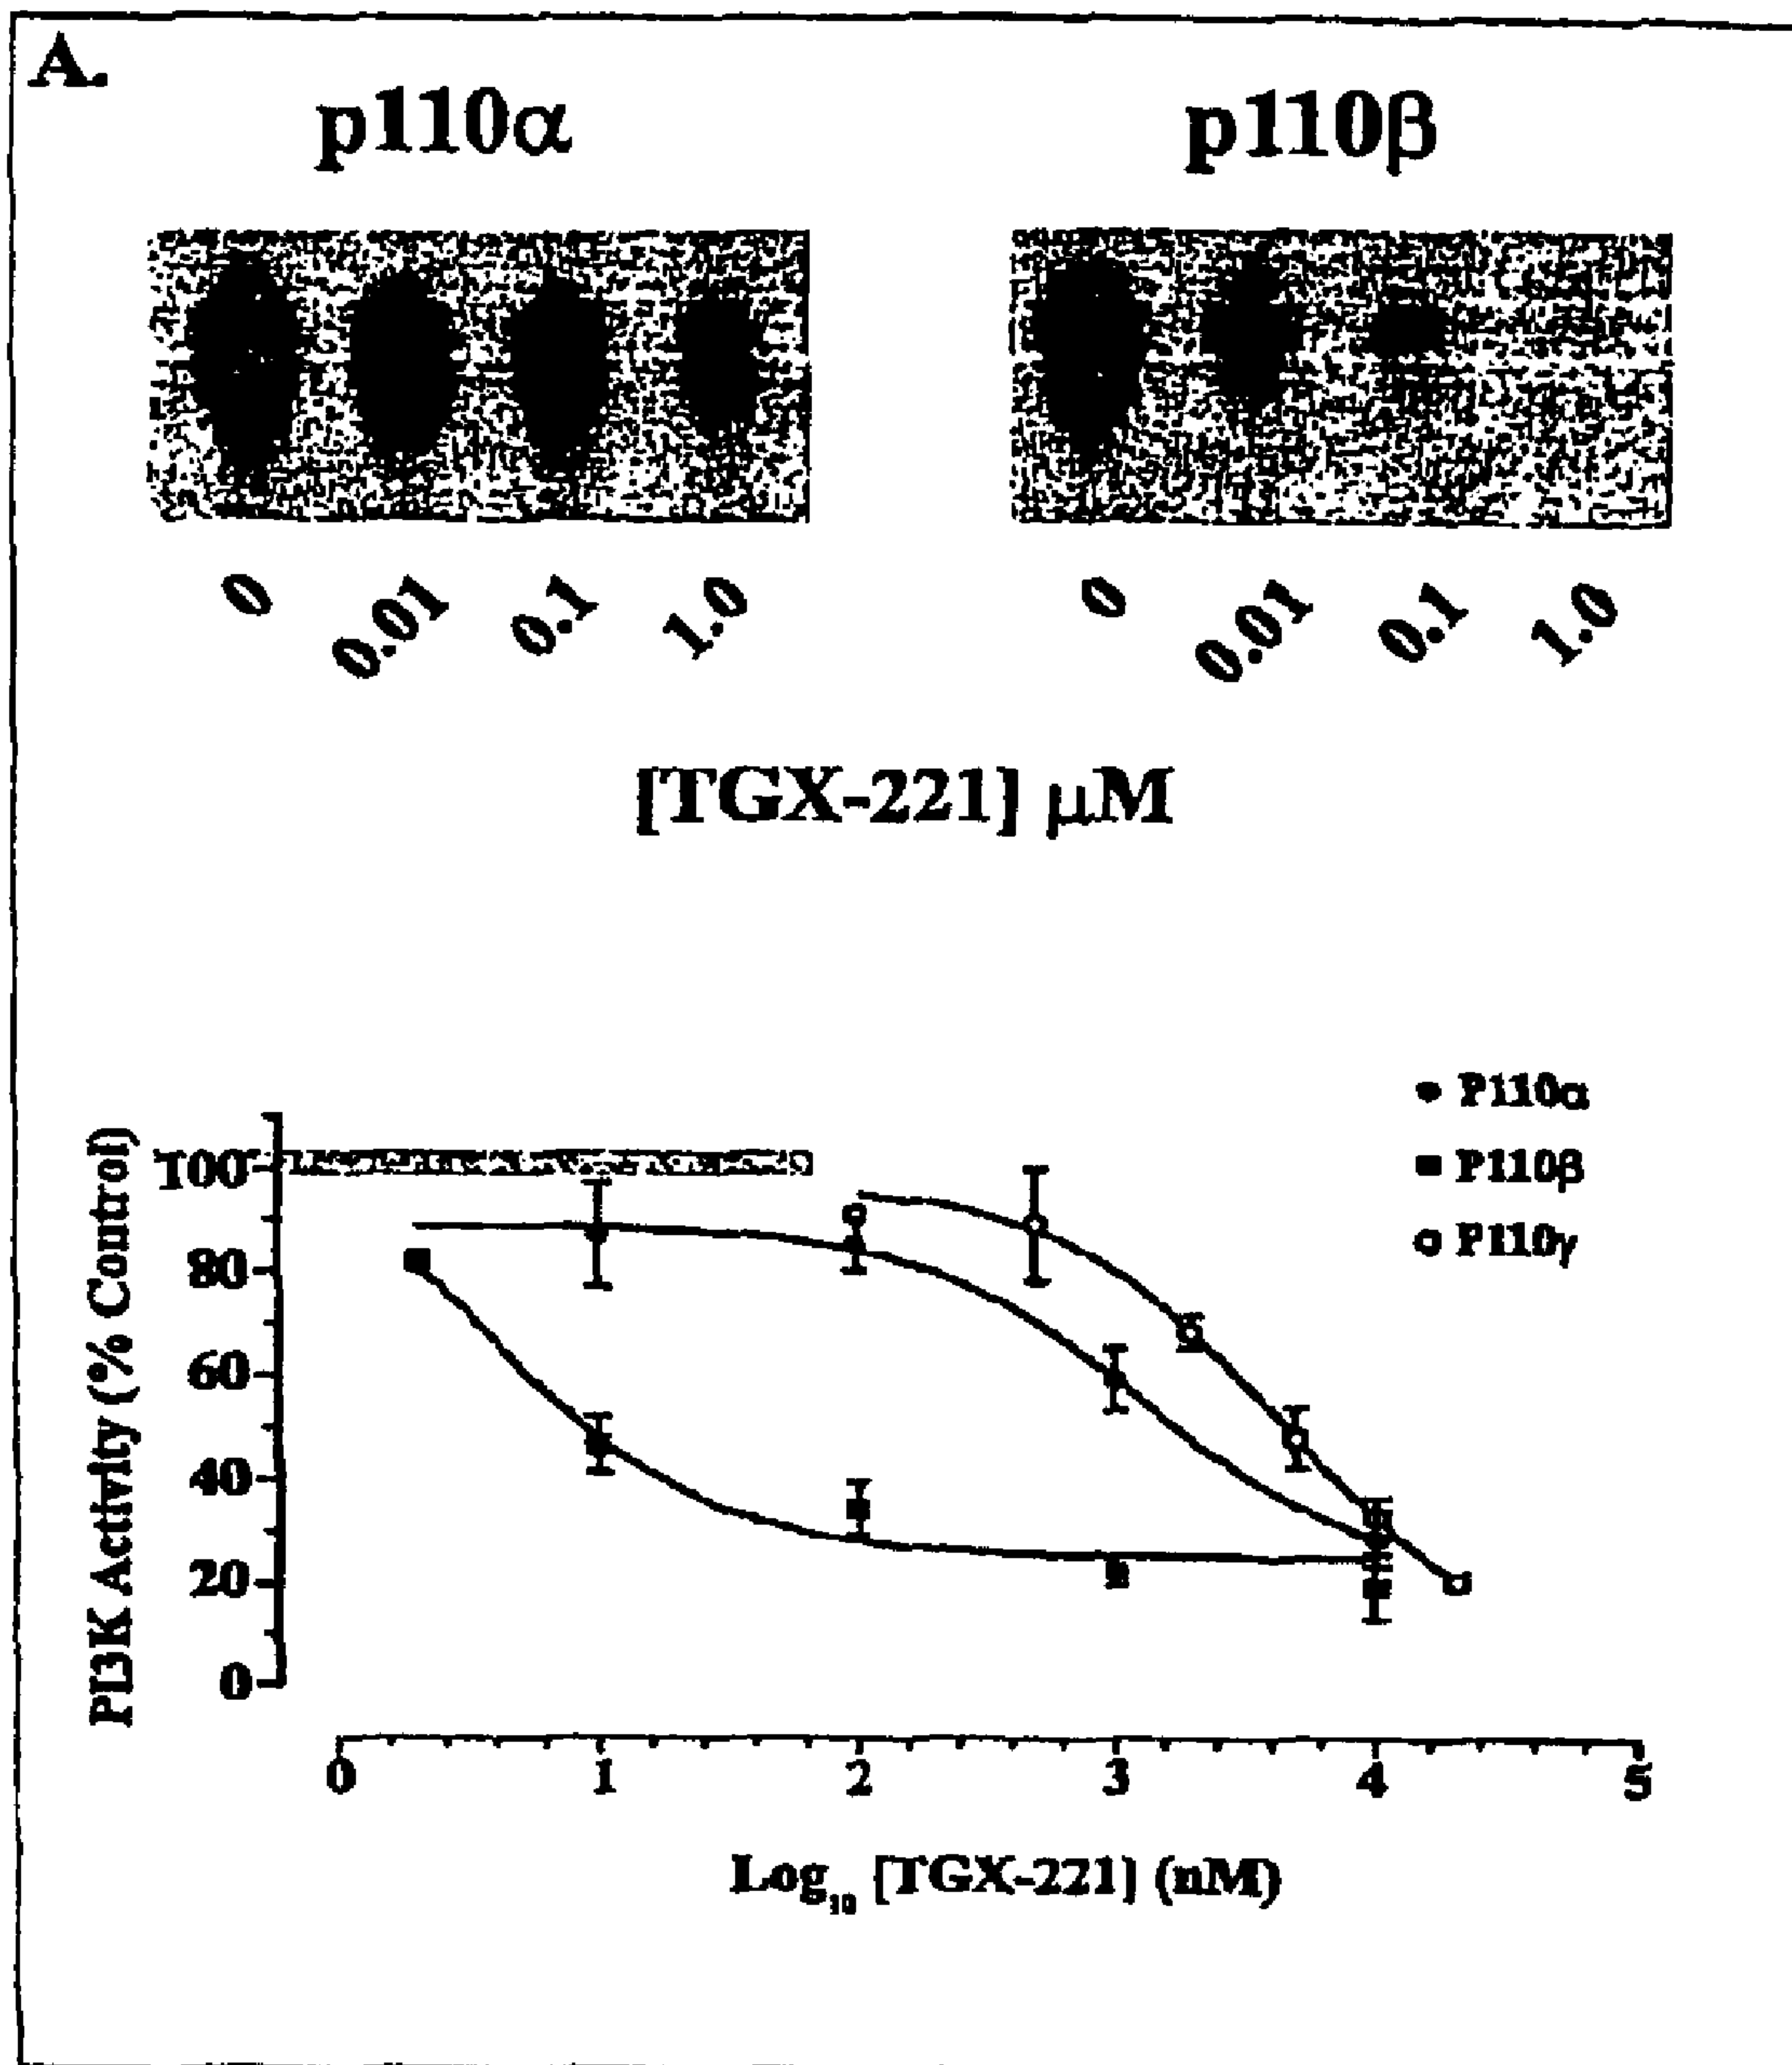 A.
p110α p110β
0 0.01 0.1 1.0 0 0.01 0.1 1.0
[TGX-221] μM
P110α
P110β
P110γ
PI3K Activity (% Control)
100
80
60
40
20
0
0 1 2 3 4 5
Log₁₀ [TGX-221] (nM)